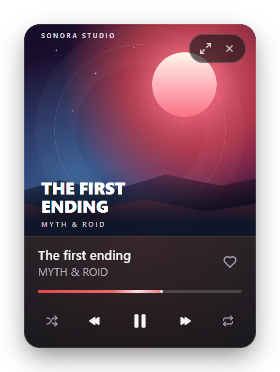 SONORA STUDIO
THE FIRST
ENDING
MYTH & ROID
The first ending
MYTH & ROID